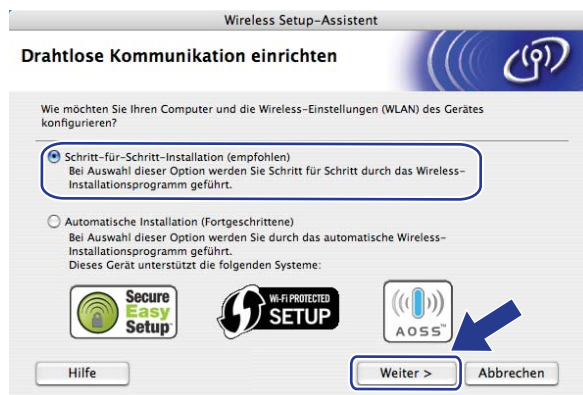 Wireless Setup-Assistent
Drahtlose Kommunikation einrichten
Wie möchten Sie Ihren Computer und die Wireless-Einstellungen (WLAN) des Gerätes
konfigurieren?
Schritt-für-Schritt-Installation (empfohlen)
Bei Auswahl dieser Option werden Sie Schritt für Schritt durch das Wireless-
Installationsprogramm geführt.
Automatische Installation (Fortgeschrittene)
Bei Auswahl dieser Option werden Sie durch das automatische Wireless-
Installationsprogramm geführt.
Dieses Gerät unterstützt die folgenden Systeme:
Secure
Easy
Setup™
WI-FI PROTECTED
SETUP
AOSS™
Hilfe
Weiter >
Abbrechen